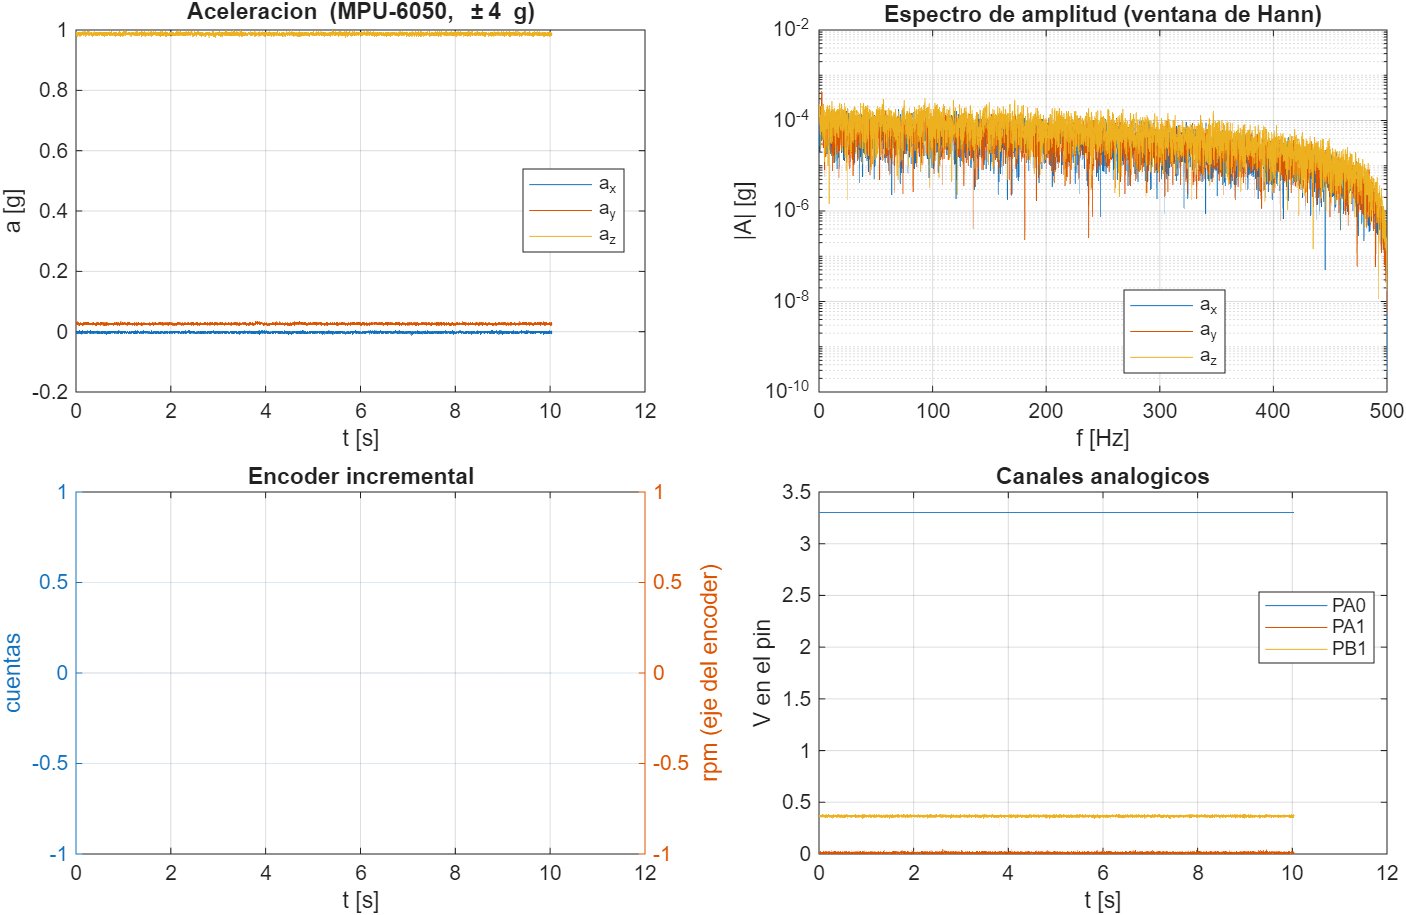 Aceleracion (MPU-6050, ±4 g)
1
0.8
0.6
0.4
0.2
0
-0.2
a [g]
0 2 4 6 8 10 12
t [s]
ax
ay
az
Espectro de amplitud (ventana de Hann)
10-2
10-4
10-6
10-8
10-10
|A| [g]
0 100 200 300 400 500
f [Hz]
ax
ay
az
Encoder incremental
1
0.5
0
-0.5
-1
cuentas
1
0.5
0
-0.5
-1
rpm (eje del encoder)
0 2 4 6 8 10 12
t [s]
Canales analogicos
3.5
3
2.5
2
1.5
1
0.5
0
V en el pin
0 2 4 6 8 10 12
t [s]
PA0
PA1
PB1